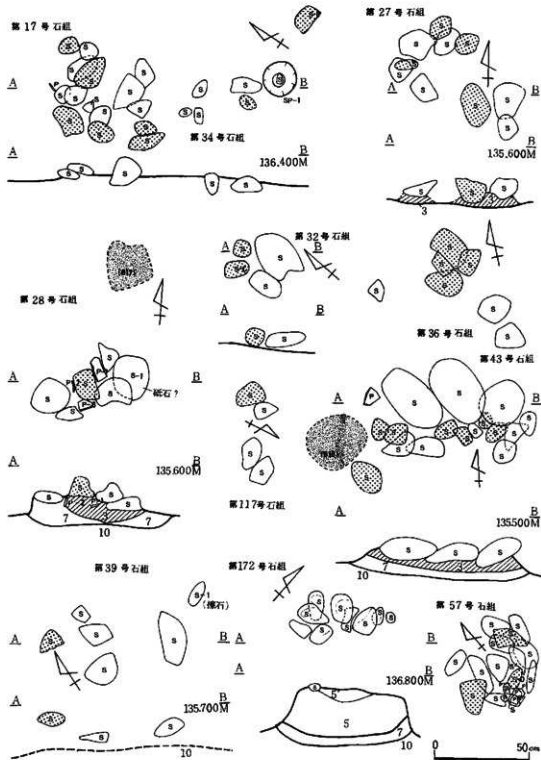 第17号石組
A
B
S
SP-1
第34号石組
A
B
136.400M
第27号石組
A
B
A
B
135.600M
3
第28号石組
A
B
S-1
砥石?
A
B
135.600M
7
7
10
第32号石組
A
B
A
B
第36号石組
第43号石組
A
B
P
第117号石組
A
B
135.500M
7
10
第39号石組
S-1
(擦石)
A
B
A
B
135.700M
10
第172号石組
A
B
A
B
136.800M
5
5
7
10
第57号石組
0
50cm